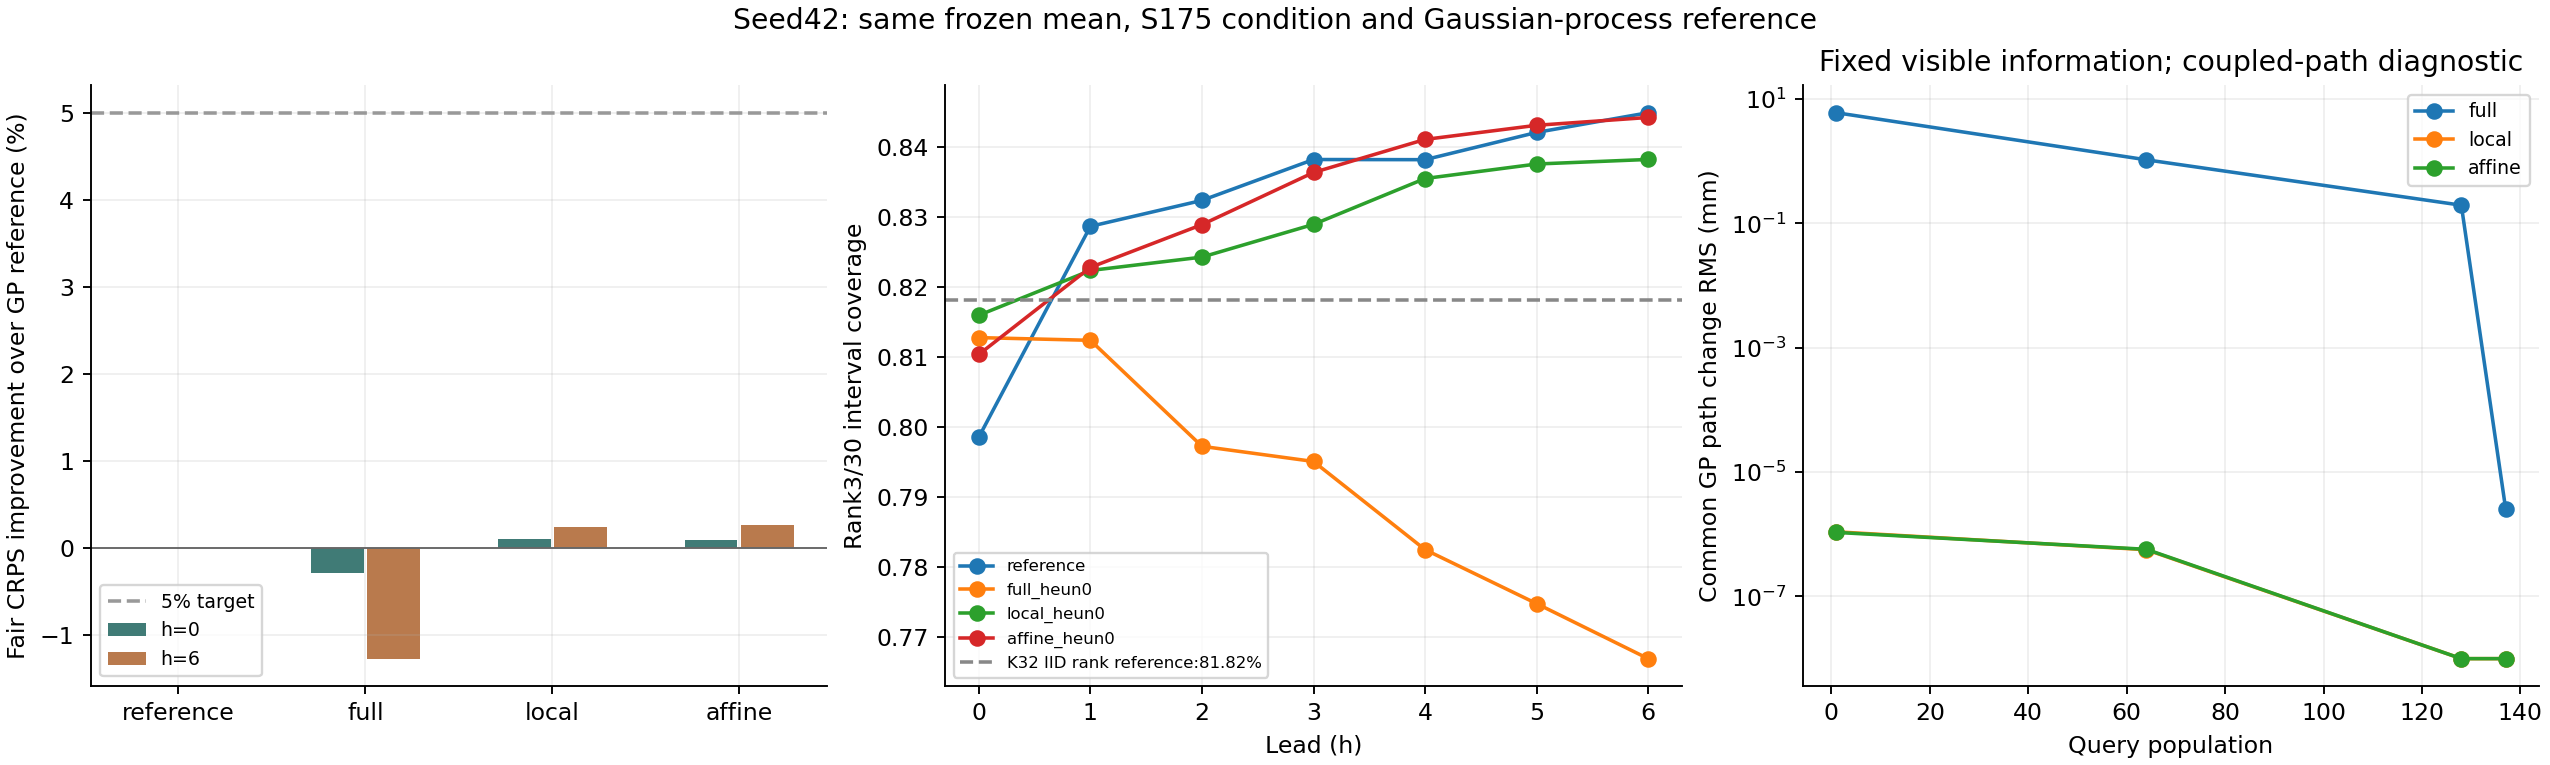 Seed42: same frozen mean, S175 condition and Gaussian-process reference
Fair CRPS improvement over GP reference (%)
5
4
3
2
1
0
−1
5% target
h=0
h=6
reference
full
local
affine
Rank3/30 interval coverage
0.84
0.83
0.82
0.81
0.80
0.79
0.78
0.77
reference
full_heun0
local_heun0
affine_heun0
K32 IID rank reference:81.82%
0 1 2 3 4 5 6
Lead (h)
Fixed visible information; coupled-path diagnostic
Common GP path change RMS (mm)
10¹
10⁻¹
10⁻³
10⁻⁵
10⁻⁷
full
local
affine
0 20 40 60 80 100 120 140
Query population